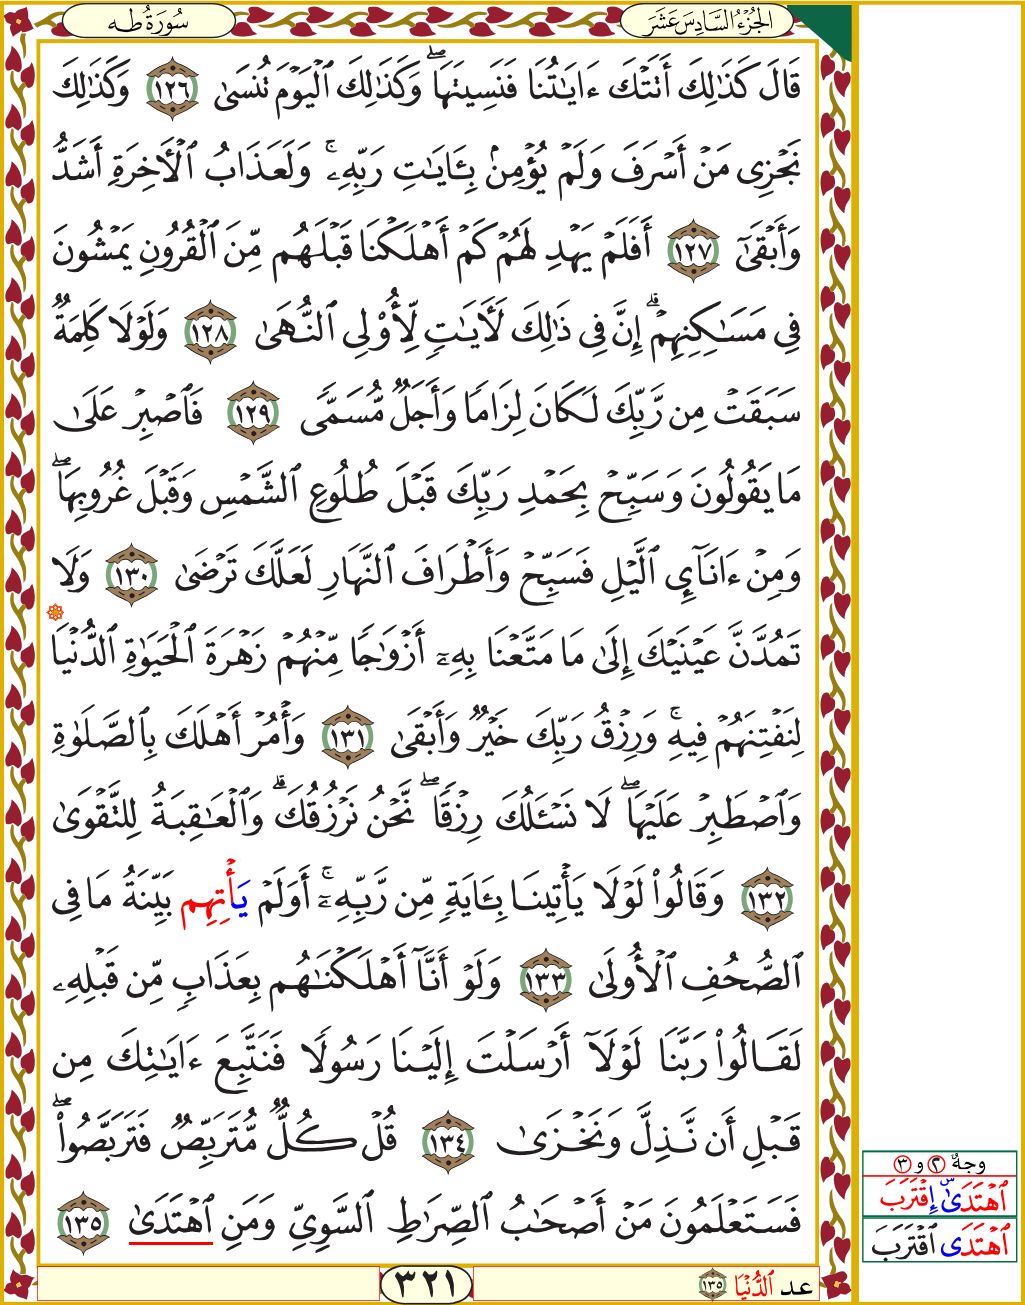 الجُزْءُ السَّادِسَ عَشَرَ
سُورَةُ طه
قَالَ كَذَٰلِكَ أَتَتْكَ ءَايَـٰتُنَا فَنَسِيتَهَا ۖ وَكَذَٰلِكَ ٱلْيَوْمَ تُنسَىٰ ١٢٦ وَكَذَٰلِكَ
نَجْزِى مَنْ أَسْرَفَ وَلَمْ يُؤْمِنۢ بِـَٔايَـٰتِ رَبِّهِۦ ۚ وَلَعَذَابُ ٱلْـَٔاخِرَةِ أَشَدُّ
وَأَبْقَىٰٓ ١٢٧ أَفَلَمْ يَهْدِ لَهُمْ كَمْ أَهْلَكْنَا قَبْلَهُم مِّنَ ٱلْقُرُونِ يَمْشُونَ
فِى مَسَـٰكِنِهِمْ ۗ إِنَّ فِى ذَٰلِكَ لَـَٔايَـٰتٍ لِّأُو۟لِى ٱلنُّهَىٰ ١٢٨ وَلَوْلَا كَلِمَةٌ
سَبَقَتْ مِن رَّبِّكَ لَكَانَ لِزَامًا وَأَجَلٌ مُّسَمًّى ١٢٩ فَٱصْبِرْ عَلَىٰ
مَا يَقُولُونَ وَسَبِّحْ بِحَمْدِ رَبِّكَ قَبْلَ طُلُوعِ ٱلشَّمْسِ وَقَبْلَ غُرُوبِهَا ۖ
وَمِنْ ءَانَآئِ ٱلَّيْلِ فَسَبِّحْ وَأَطْرَافَ ٱلنَّهَارِ لَعَلَّكَ تَرْضَىٰ ١٣٠ وَلَا
تَمُدَّنَّ عَيْنَيْكَ إِلَىٰ مَا مَتَّعْنَا بِهِۦٓ أَزْوَٰجًا مِّنْهُمْ زَهْرَةَ ٱلْحَيَوٰةِ ٱلدُّنْيَا
لِنَفْتِنَهُمْ فِيهِ ۚ وَرِزْقُ رَبِّكَ خَيْرٌ وَأَبْقَىٰ ١٣١ وَأْمُرْ أَهْلَكَ بِٱلصَّلَوٰةِ
وَٱصْطَبِرْ عَلَيْهَا ۖ لَا نَسْـَٔلُكَ رِزْقًا ۖ نَّحْنُ نَرْزُقُكَ ۗ وَٱلْعَـٰقِبَةُ لِلتَّقْوَىٰ
١٣٢ وَقَالُوا۟ لَوْلَا يَأْتِينَا بِـَٔايَةٍ مِّن رَّبِّهِۦٓ ۚ أَوَلَمْ يَأْتِهِم بَيِّنَةُ مَا فِى
ٱلصُّحُفِ ٱلْأُولَىٰ ١٣٣ وَلَوْ أَنَّآ أَهْلَكْنَـٰهُم بِعَذَابٍ مِّن قَبْلِهِۦ
لَقَالُوا۟ رَبَّنَا لَوْلَآ أَرْسَلْتَ إِلَيْنَا رَسُولًا فَنَتَّبِعَ ءَايَـٰتِكَ مِن
قَبْلِ أَن نَّذِلَّ وَنَخْزَىٰ ١٣٤ قُلْ كُلٌّ مُّتَرَبِّصٌ فَتَرَبَّصُوا۟ ۖ
فَسَتَعْلَمُونَ مَنْ أَصْحَـٰبُ ٱلصِّرَٰطِ ٱلسَّوِىِّ وَمَنِ ٱهْتَدَىٰ ١٣٥
وجهٌ ٢ و ٣
ٱهْتَدَىٰ إِقْتَرَبَ
ٱهْتَدَى ٱقْتَرَبَ
عد ٱلدُّنْيَا ١٣٥
٣٢١